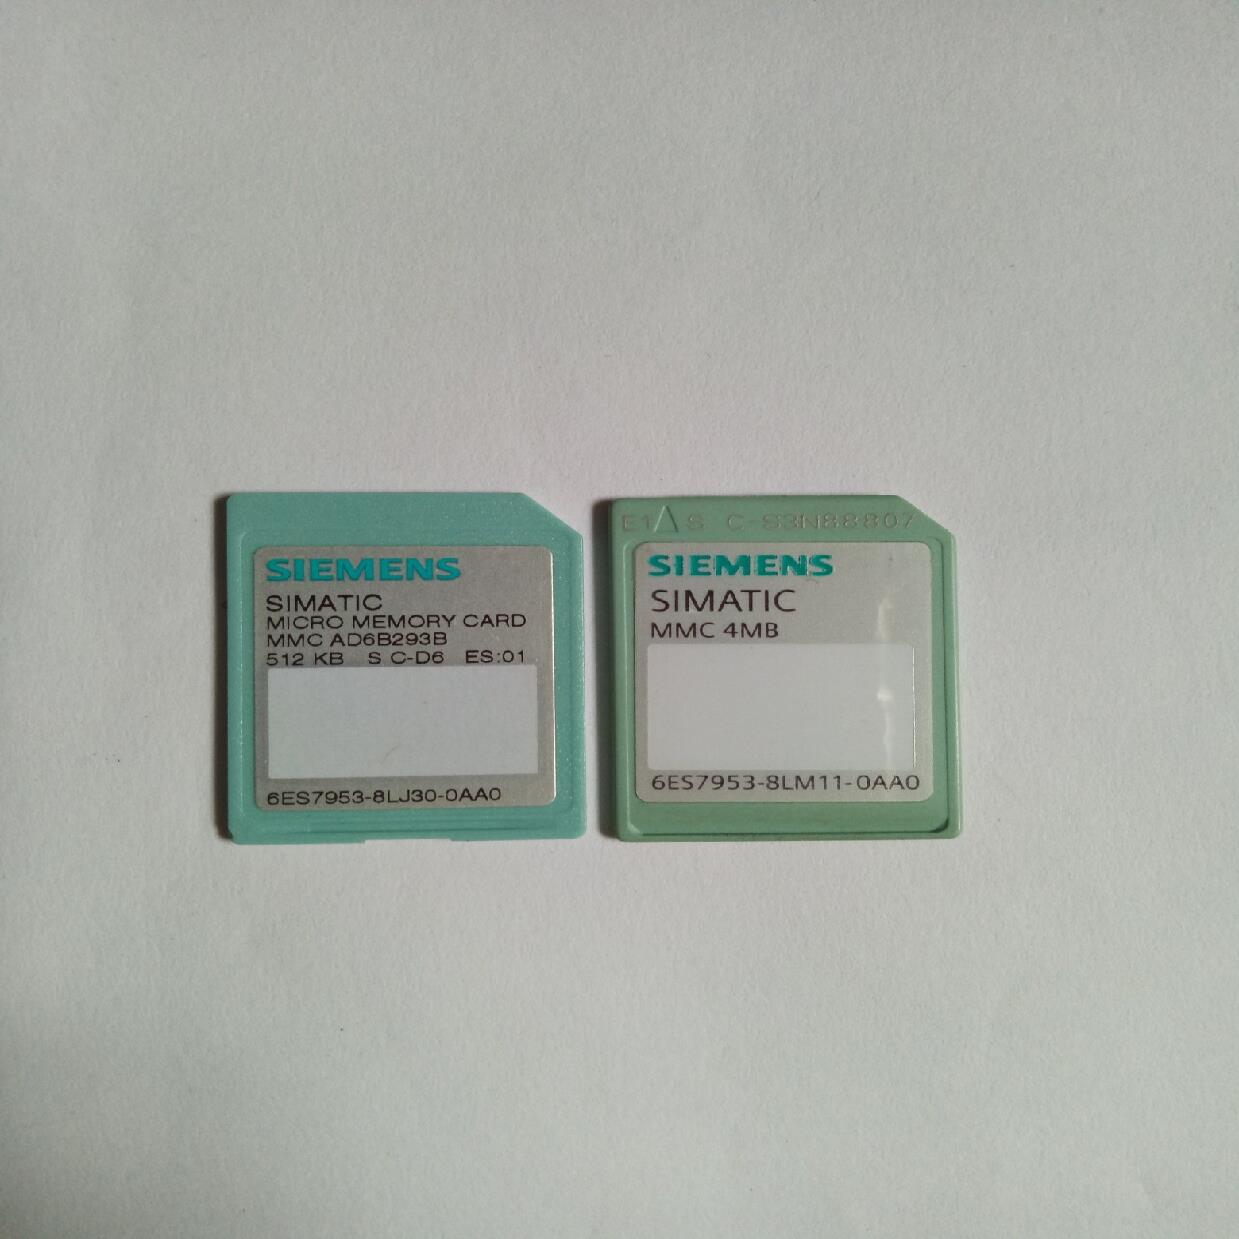 SIEMENS
SIMATIC
MICRO MEMORY CARD
MMC AD6B293B
512 KB S C-D6 ES:01
6ES7953-8LJ30-0AA0
E1 S C-S3N88807
SIEMENS
SIMATIC
MMC 4MB
6ES7953-8LM11-0AA0